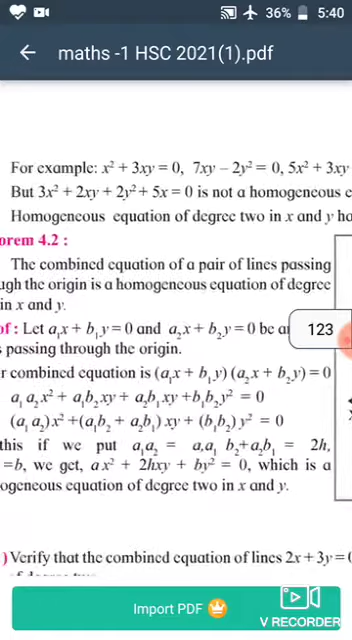 36% 5:40
maths -1 HSC 2021(1).pdf
For example: x² + 3xy = 0, 7xy – 2y² = 0, 5x² + 3xy
But 3x² + 2xy + 2y² + 5x = 0 is not a homogeneous e
Homogeneous equation of degree two in x and y ha
orem 4.2 :
The combined equation of a pair of lines passing
ugh the origin is a homogeneous equation of degree
in x and y.
of : Let a₁x + b₁y = 0 and a₂x + b₂y = 0 be an
s passing through the origin.
123
r combined equation is (a₁x + b₁y) (a₂x + b₂y) = 0
a₁ a₂x² + a₁b₂xy + a₂b₁xy +b₁b₂y² = 0
(a₁ a₂)x² +(a₁b₂ + a₂b₁) xy + (b₁b₂) y² = 0
this if we put a₁a₂ = a,a₁ b₂+a₂b₁ = 2h,
=b, we get, ax² + 2hxy + by² = 0, which is a
ogeneous equation of degree two in x and y.
) Verify that the combined equation of lines 2x + 3y = 0
Import PDF
V RECORDER